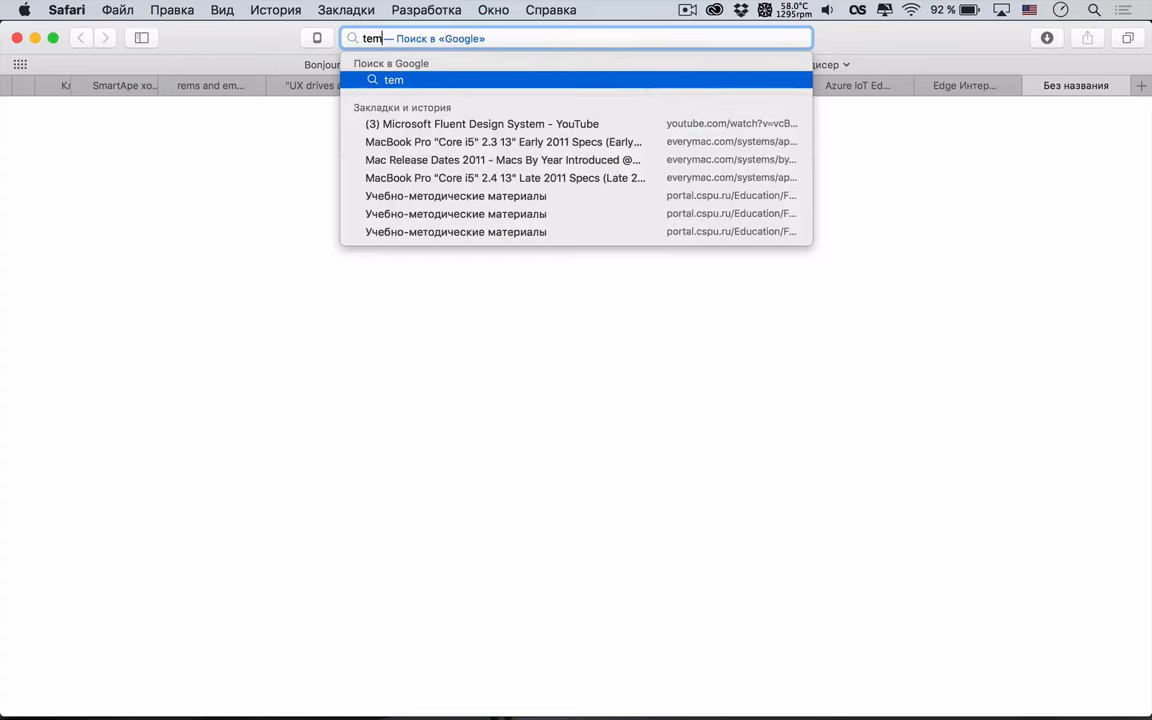 Safari Файл Правка Вид История Закладки Разработка Окно Справка 58.0°C 1295rpm 92 %
tem — Поиск в «Google»
Bonjour
Поиск в Google
tem
SmartApe хо... rems and em... "UX drives Azure IoT Ed... Edge Интер... Без названия
Закладки и история
(3) Microsoft Fluent Design System - YouTube youtube.com/watch?v=vcB...
MacBook Pro "Core i5" 2.3 13" Early 2011 Specs (Early... everymac.com/systems/ap...
Mac Release Dates 2011 - Macs By Year Introduced @... everymac.com/systems/by...
MacBook Pro "Core i5" 2.4 13" Late 2011 Specs (Late 2... everymac.com/systems/ap...
Учебно-методические материалы portal.cspu.ru/Education/F...
Учебно-методические материалы portal.cspu.ru/Education/F...
Учебно-методические материалы portal.cspu.ru/Education/F...